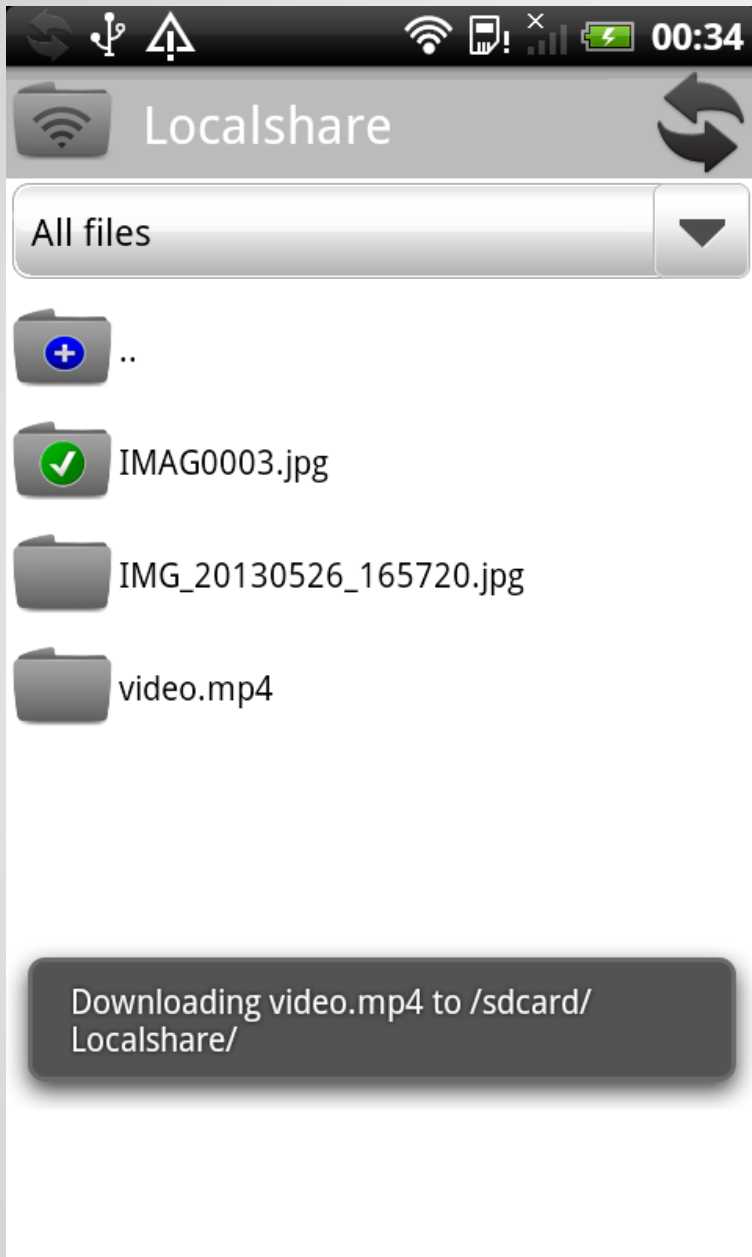 00:34
Localshare
All files
..
IMAG0003.jpg
IMG_20130526_165720.jpg
video.mp4
Downloading video.mp4 to /sdcard/
Localshare/